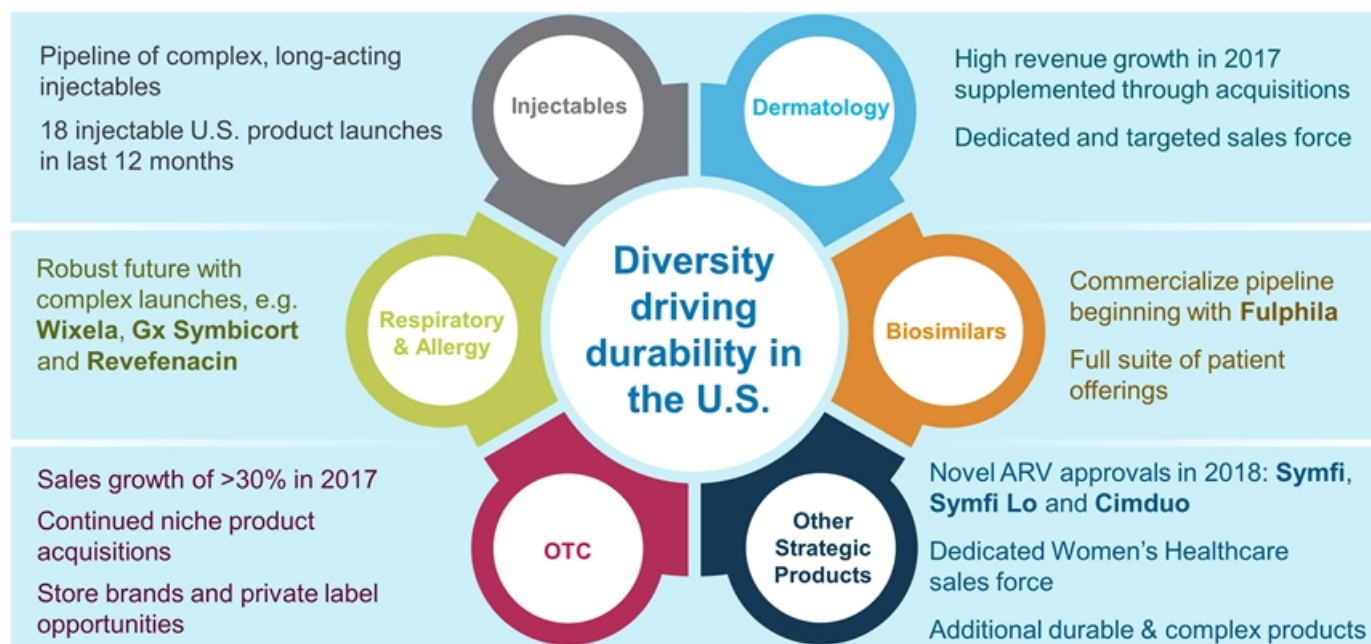 Pipeline of complex, long-acting
injectables
18 injectable U.S. product launches
in last 12 months
Injectables
Dermatology
High revenue growth in 2017
supplemented through acquisitions
Dedicated and targeted sales force
Robust future with
complex launches, e.g.
Wixela, Gx Symbicort
and Revefenacin
Respiratory
& Allergy
Diversity
driving
durability in
the U.S.
Biosimilars
Commercialize pipeline
beginning with Fulphila
Full suite of patient
offerings
Sales growth of >30% in 2017
Continued niche product
acquisitions
Store brands and private label
opportunities
OTC
Other
Strategic
Products
Novel ARV approvals in 2018: Symfi,
Symfi Lo and Cimduo
Dedicated Women's Healthcare
sales force
Additional durable & complex products